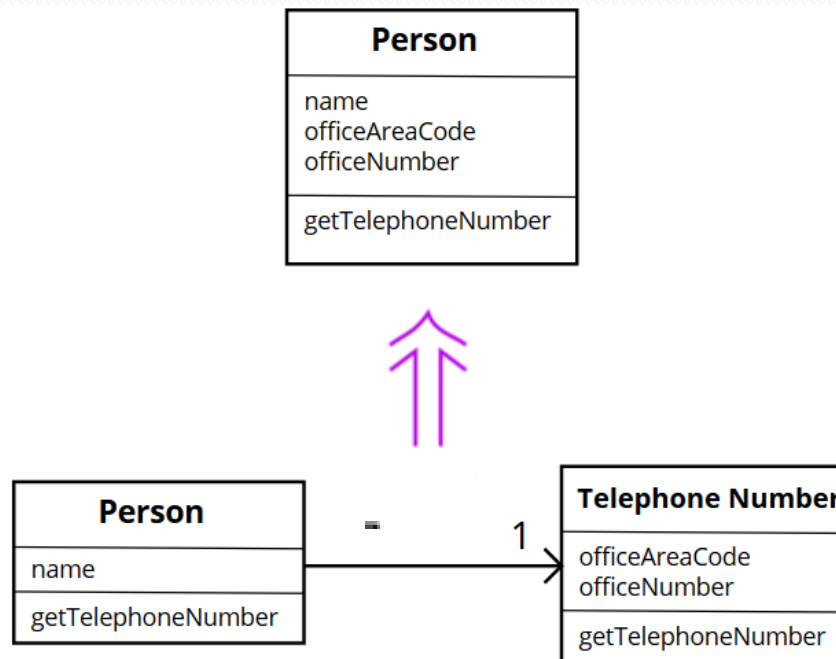 Person
name
officeAreaCode
officeNumber
getTelephoneNumber
Person
name
getTelephoneNumber
1
Telephone Number
officeAreaCode
officeNumber
getTelephoneNumber